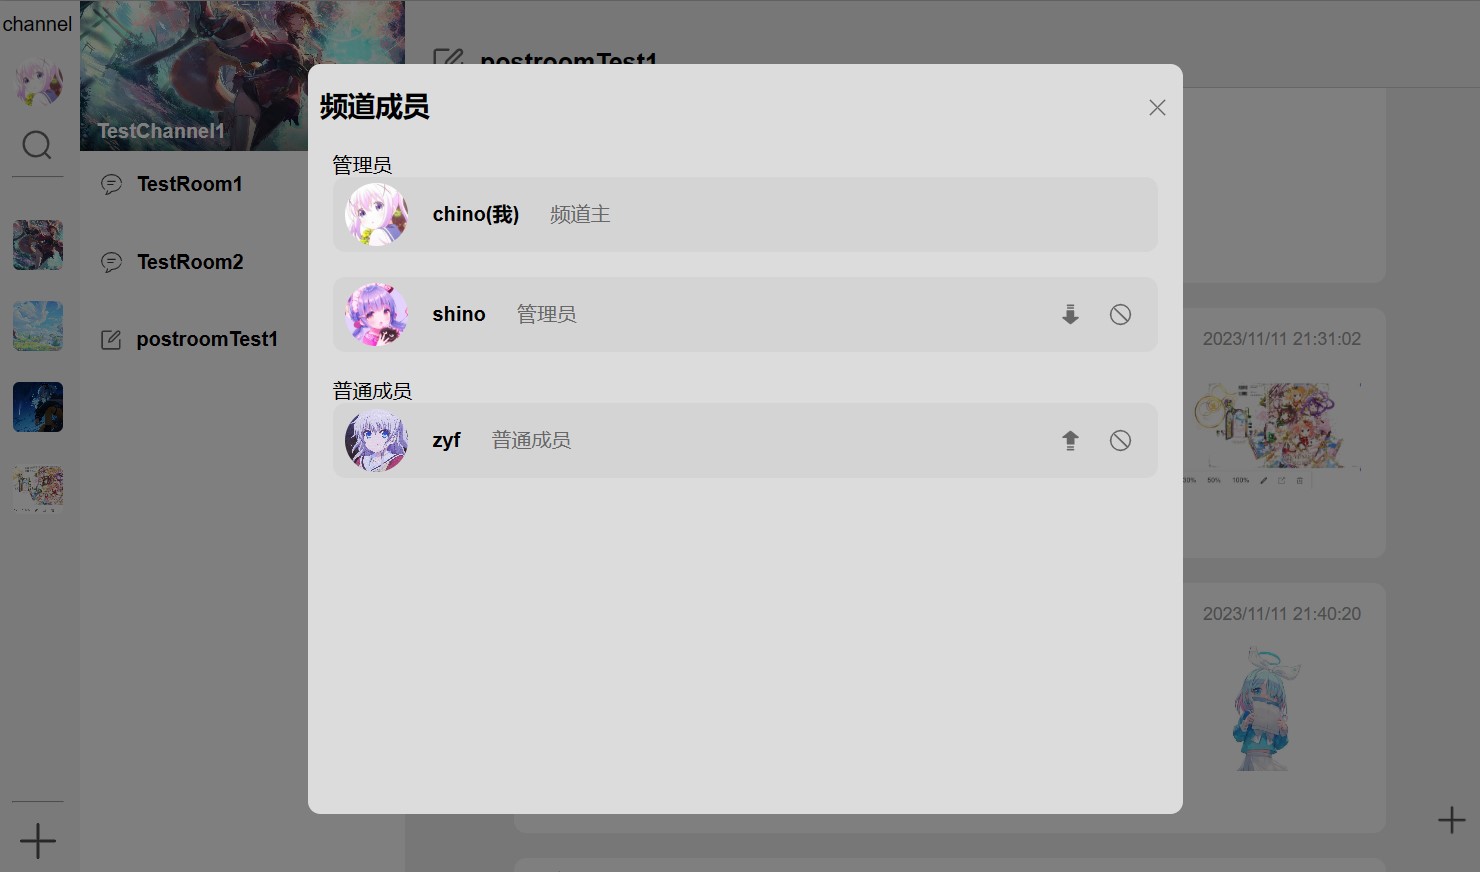 channel
TestChannel1
TestRoom1
TestRoom2
postroomTest1
postroomTest1
频道成员
管理员
chino(我) 频道主
shino 管理员
普通成员
zyf 普通成员
2023/11/11 21:31:02
50% 100%
2023/11/11 21:40:20